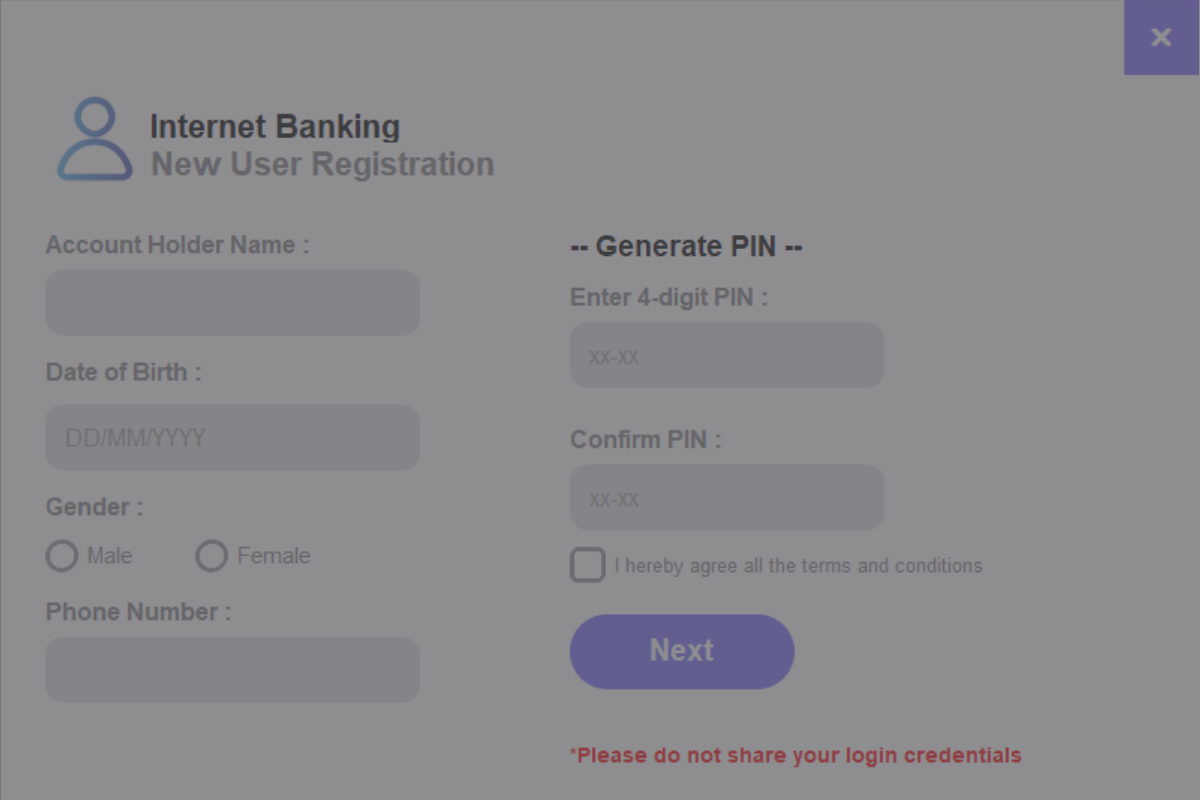 ×
Internet Banking
New User Registration
Account Holder Name :
Date of Birth :
DD/MM/YYYY
Gender :
Male
Female
Phone Number :
-- Generate PIN --
Enter 4-digit PIN :
XX-XX
Confirm PIN :
XX-XX
I hereby agree all the terms and conditions
Next
*Please do not share your login credentials